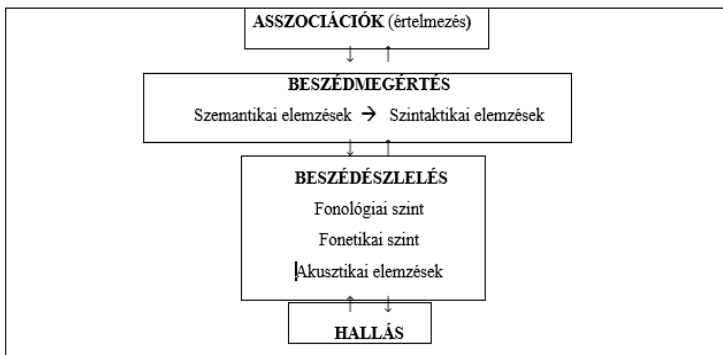 ASSZOCIÁCIÓK (értelmezés)
↓ ↑
BESZÉDMEGÉRTÉS
Szemantikai elemzések → Szintaktikai elemzések
↓ ↑
BESZÉDÉSZLELÉS
Fonológiai szint
Fonetikai szint
Akusztikai elemzések
↑ ↓
HALLÁS